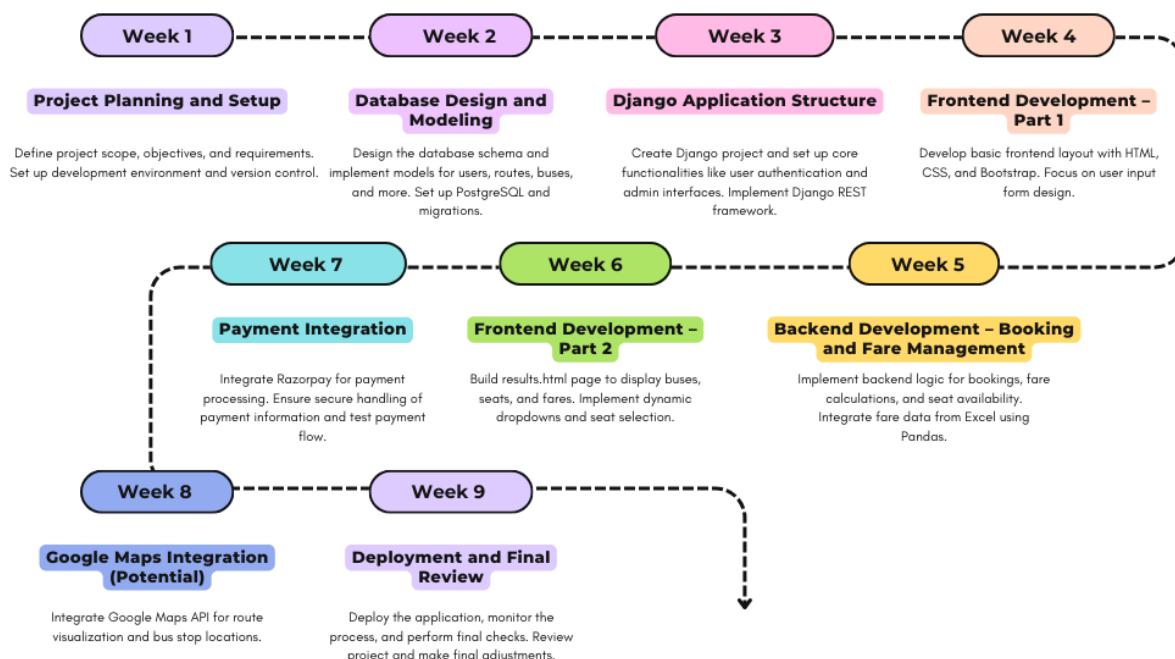 Week 1
Week 2
Week 3
Week 4
Project Planning and Setup
Define project scope, objectives, and requirements.
Set up development environment and version control.
Database Design and
Modeling
Design the database schema and
implement models for users, routes, buses,
and more. Set up PostgreSQL and
migrations.
Django Application Structure
Create Django project and set up core
functionalities like user authentication and
admin interfaces. Implement Django REST
framework.
Frontend Development –
Part 1
Develop basic frontend layout with HTML,
CSS, and Bootstrap. Focus on user input
form design.
Week 7
Week 6
Week 5
Payment Integration
Integrate Razorpay for payment
processing. Ensure secure handling of
payment information and test payment
flow.
Frontend Development –
Part 2
Build results.html page to display buses,
seats, and fares. Implement dynamic
dropdowns and seat selection.
Backend Development – Booking
and Fare Management
Implement backend logic for bookings, fare
calculations, and seat availability.
Integrate fare data from Excel using
Pandas.
Week 8
Week 9
Google Maps Integration
(Potential)
Integrate Google Maps API for route
visualization and bus stop locations.
Deployment and Final
Review
Deploy the application, monitor the
process, and perform final checks. Review
project and make final adjustments.